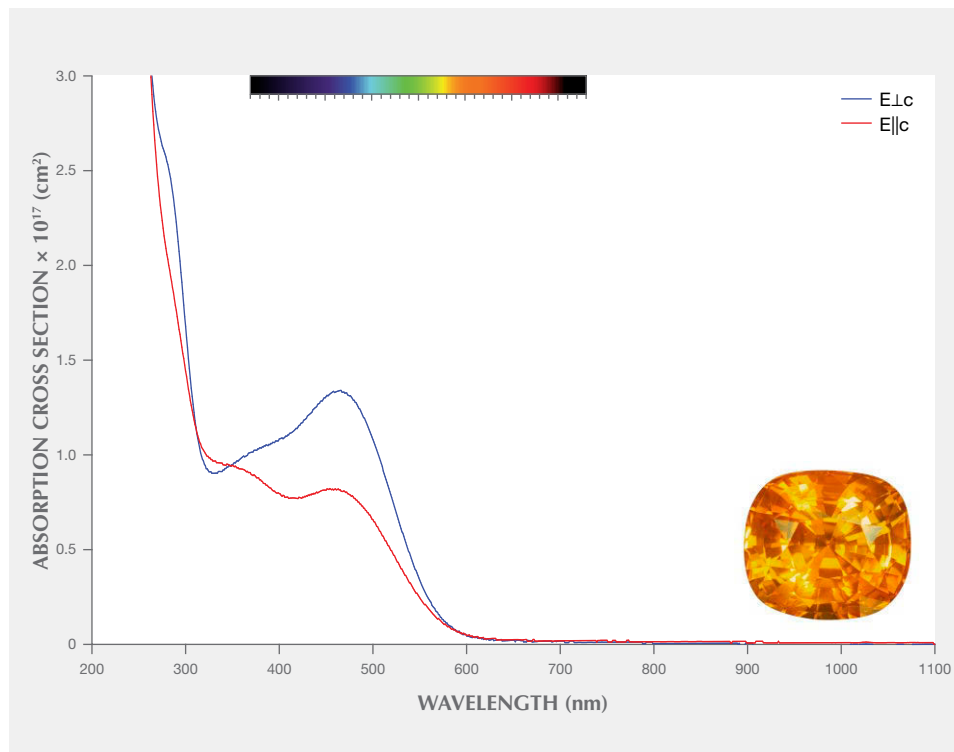 E⊥c
E||c
ABSORPTION CROSS SECTION × 10¹⁷ (cm²)
3.0
2.5
2.0
1.5
1.0
0.5
0
200 300 400 500 600 700 800 900 1000 1100
WAVELENGTH (nm)